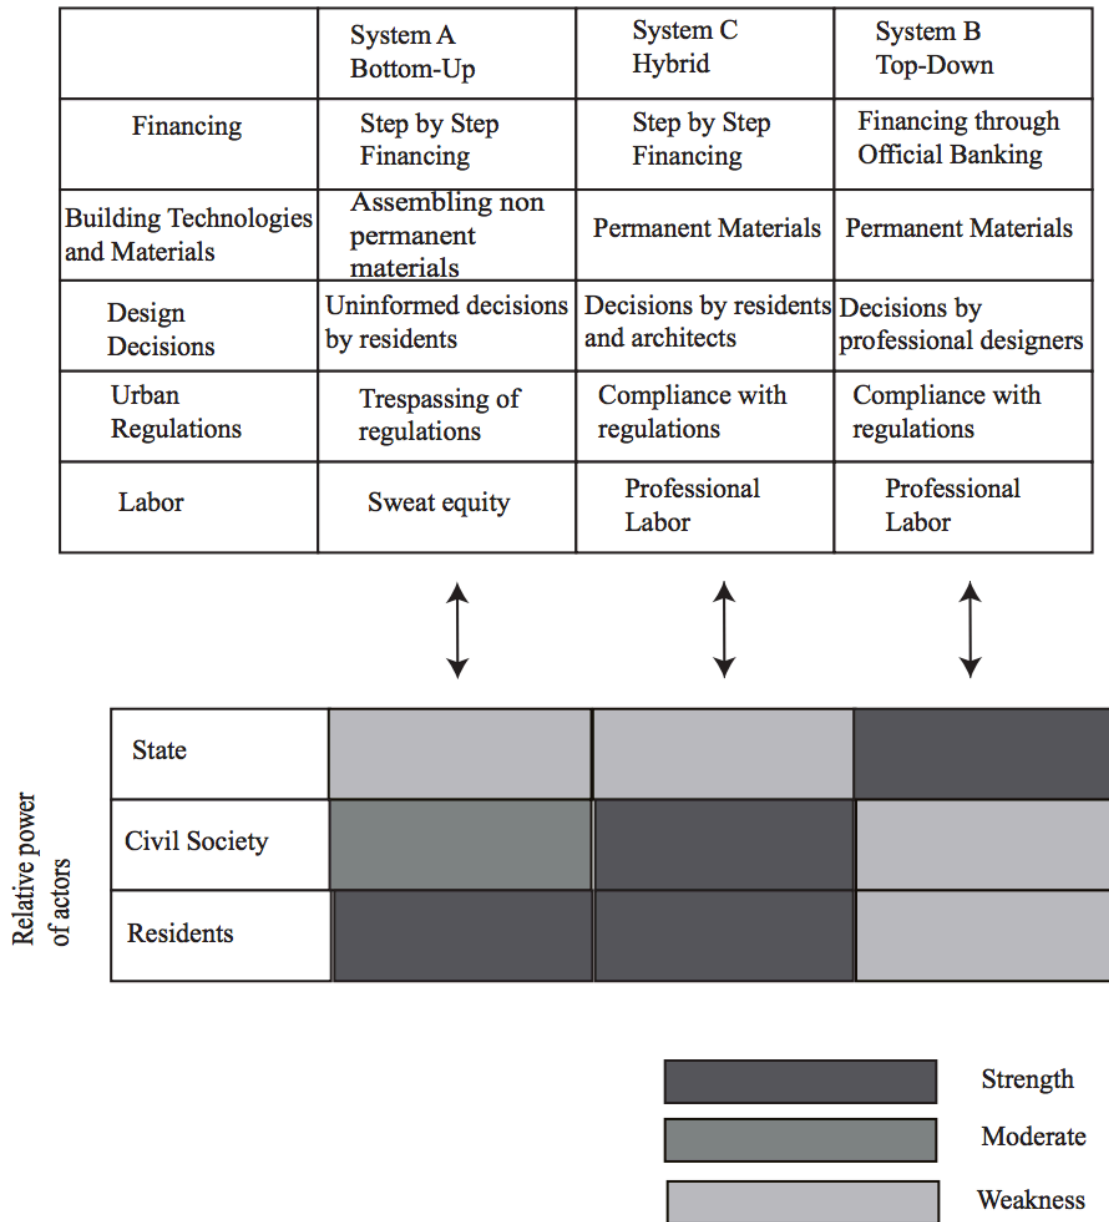 System A
Bottom-Up
System C
Hybrid
System B
Top-Down
Financing
Step by Step
Financing
Step by Step
Financing
Financing through
Official Banking
Building Technologies
and Materials
Assembling non
permanent
materials
Permanent Materials
Permanent Materials
Design
Decisions
Uninformed decisions
by residents
Decisions by residents
and architects
Decisions by
professional designers
Urban
Regulations
Trespassing of
regulations
Compliance with
regulations
Compliance with
regulations
Labor
Sweat equity
Professional
Labor
Professional
Labor
Relative power
of actors
State
Civil Society
Residents
Strength
Moderate
Weakness